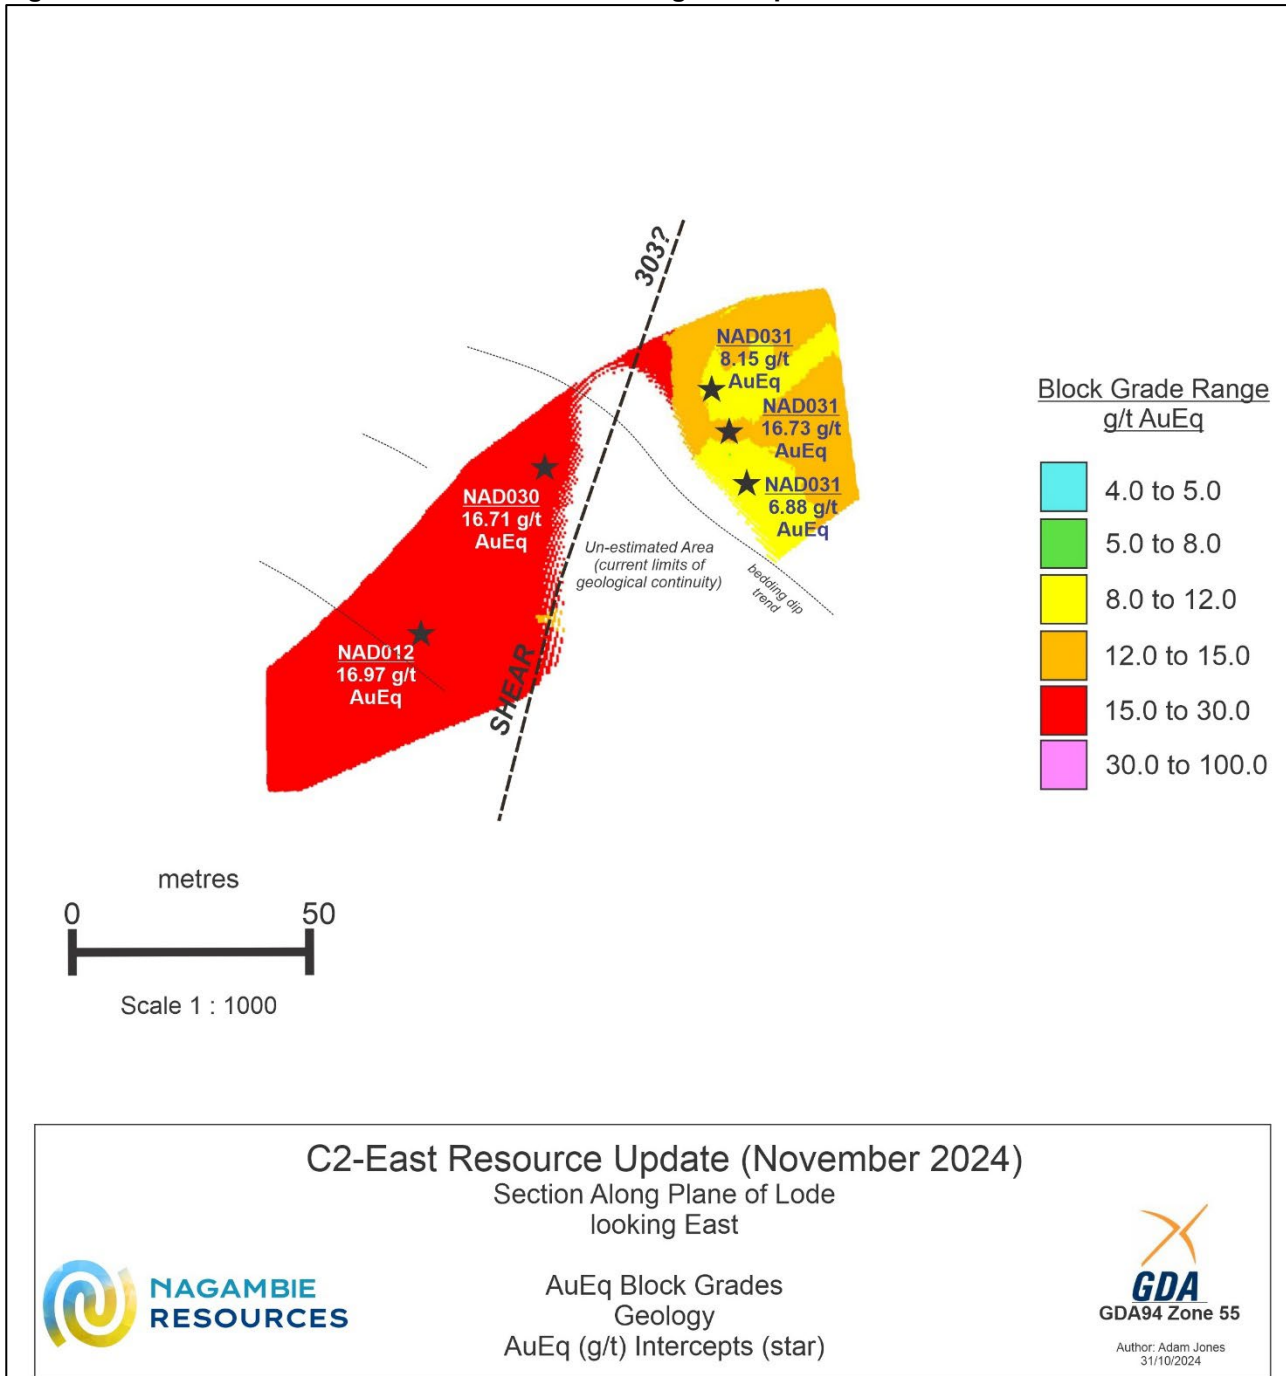 303?
NAD031
8.15 g/t
AuEq
NAD031
16.73 g/t
AuEq
NAD031
6.88 g/t
AuEq
NAD030
16.71 g/t
AuEq
Un-estimated Area
(current limits of
geological continuity)
bedding dip
trend
NAD012
16.97 g/t
AuEq
SHEAR
Block Grade Range
g/t AuEq
4.0 to 5.0
5.0 to 8.0
8.0 to 12.0
12.0 to 15.0
15.0 to 30.0
30.0 to 100.0
metres
0 50
Scale 1 : 1000
C2-East Resource Update (November 2024)
Section Along Plane of Lode
looking East
AuEq Block Grades
Geology
AuEq (g/t) Intercepts (star)
NAGAMBIE
RESOURCES
GDA
GDA94 Zone 55
Author: Adam Jones
31/10/2024